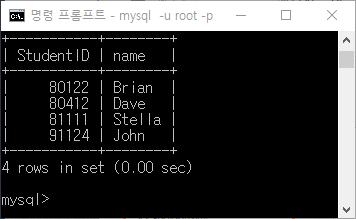 명령 프롬프트 - mysql  -u root -p
+-----------+--------+
| StudentID | name   |
+-----------+--------+
|     80122 | Brian  |
|     80412 | Dave   |
|     81111 | Stella |
|     91124 | John   |
+-----------+--------+
4 rows in set (0.00 sec)
mysql>